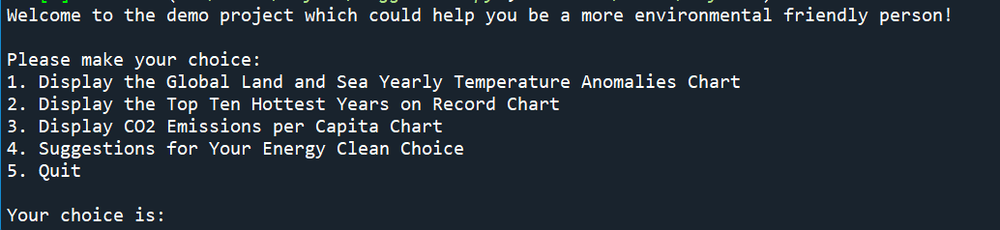 Welcome to the demo project which could help you be a more environmental friendly person!
Please make your choice:
1. Display the Global Land and Sea Yearly Temperature Anomalies Chart
2. Display the Top Ten Hottest Years on Record Chart
3. Display CO2 Emissions per Capita Chart
4. Suggestions for Your Energy Clean Choice
5. Quit
Your choice is: